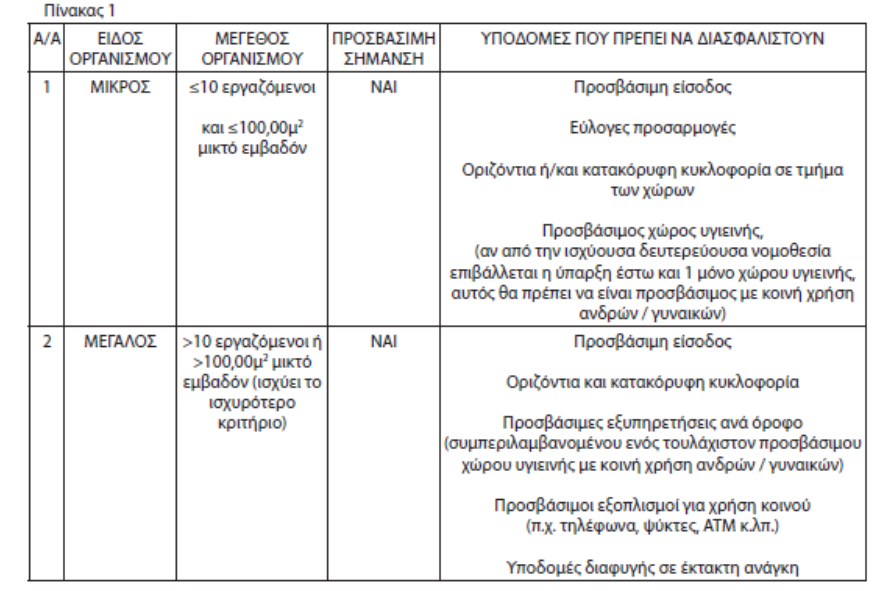 Πίνακας 1
Α/Α
ΕΙΔΟΣ
ΟΡΓΑΝΙΣΜΟΥ
ΜΕΓΕΘΟΣ
ΟΡΓΑΝΙΣΜΟΥ
ΠΡΟΣΒΑΣΙΜΗ
ΣΗΜΑΝΣΗ
ΥΠΟΔΟΜΕΣ ΠΟΥ ΠΡΕΠΕΙ ΝΑ ΔΙΑΣΦΑΛΙΣΤΟΥΝ
1
ΜΙΚΡΟΣ
≤10 εργαζόμενοι
και ≤100,00μ²
μικτό εμβαδόν
ΝΑΙ
Προσβάσιμη είσοδος
Εύλογες προσαρμογές
Οριζόντια ή/και κατακόρυφη κυκλοφορία σε τμήμα
των χώρων
Προσβάσιμος χώρος υγιεινής,
(αν από την ισχύουσα δευτερεύουσα νομοθεσία
επιβάλλεται η ύπαρξη έστω και 1 μόνο χώρου υγιεινής,
αυτός θα πρέπει να είναι προσβάσιμος με κοινή χρήση
ανδρών / γυναικών)
2
ΜΕΓΑΛΟΣ
>10 εργαζόμενοι ή
>100,00μ² μικτό
εμβαδόν (ισχύει το
ισχυρότερο
κριτήριο)
ΝΑΙ
Προσβάσιμη είσοδος
Οριζόντια και κατακόρυφη κυκλοφορία
Προσβάσιμες εξυπηρετήσεις ανά όροφο
(συμπεριλαμβανομένου ενός τουλάχιστον προσβάσιμου
χώρου υγιεινής με κοινή χρήση ανδρών / γυναικών)
Προσβάσιμοι εξοπλισμοί για χρήση κοινού
(π.χ. τηλέφωνα, ψύκτες, ΑΤΜ κ.λπ.)
Υποδομές διαφυγής σε έκτακτη ανάγκη